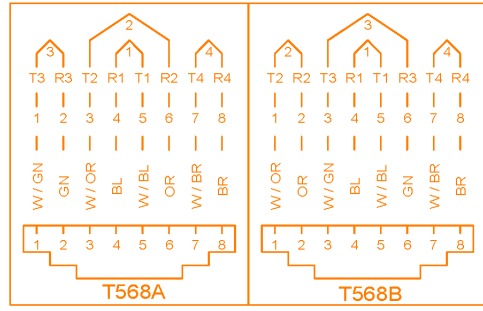 2 3
3 1 4 2 1 4
T3 R3 T2 R1 T1 R2 T4 R4 T2 R2 T3 R1 T1 R3 T4 R4
1 2 3 4 5 6 7 8 1 2 3 4 5 6 7 8
W / GN GN W / OR BL W / BL OR W / BR BR W / OR OR W / GN BL W / BL GN W / BR BR
1 2 3 4 5 6 7 8 1 2 3 4 5 6 7 8
T568A T568B